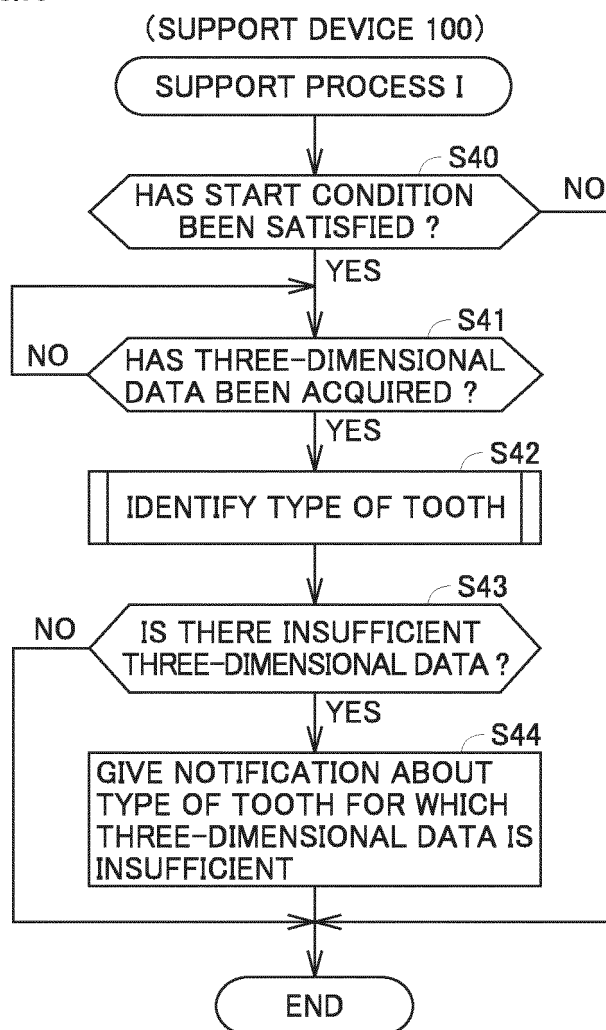 (SUPPORT DEVICE 100)
SUPPORT PROCESS I
S40
HAS START CONDITION
BEEN SATISFIED ?
NO
YES
S41
NO
HAS THREE-DIMENSIONAL
DATA BEEN ACQUIRED ?
YES
S42
IDENTIFY TYPE OF TOOTH
S43
NO
IS THERE INSUFFICIENT
THREE-DIMENSIONAL DATA ?
YES
S44
GIVE NOTIFICATION ABOUT
TYPE OF TOOTH FOR WHICH
THREE-DIMENSIONAL DATA IS
INSUFFICIENT
END